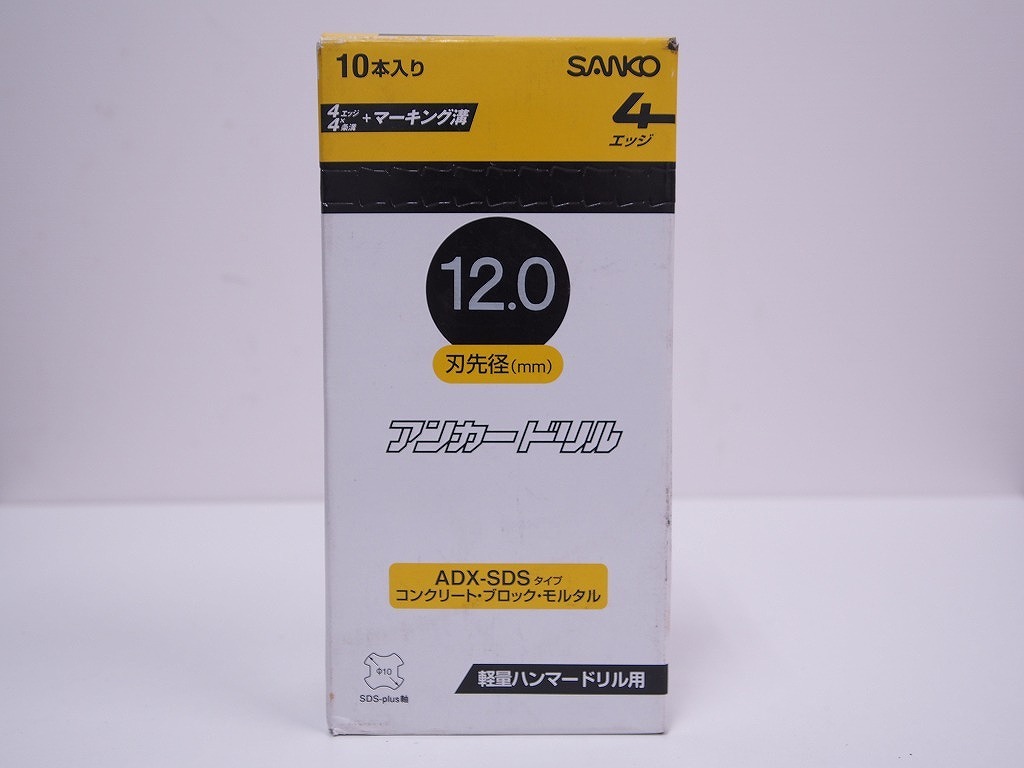 10本入り
SANKO
4エッジ
×
4条溝
+マーキング溝
4
エッジ
12.0
刃先径(mm)
アンカードリル
ADX-SDSタイプ
コンクリート・ブロック・モルタル
Φ10
SDS-plus軸
軽量ハンマードリル用